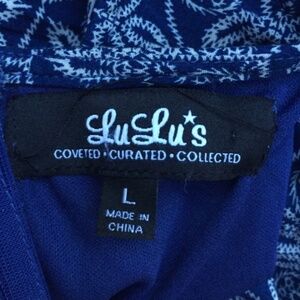 LuLu's
COVETED • CURATED • COLLECTED
L
MADE IN
CHINA